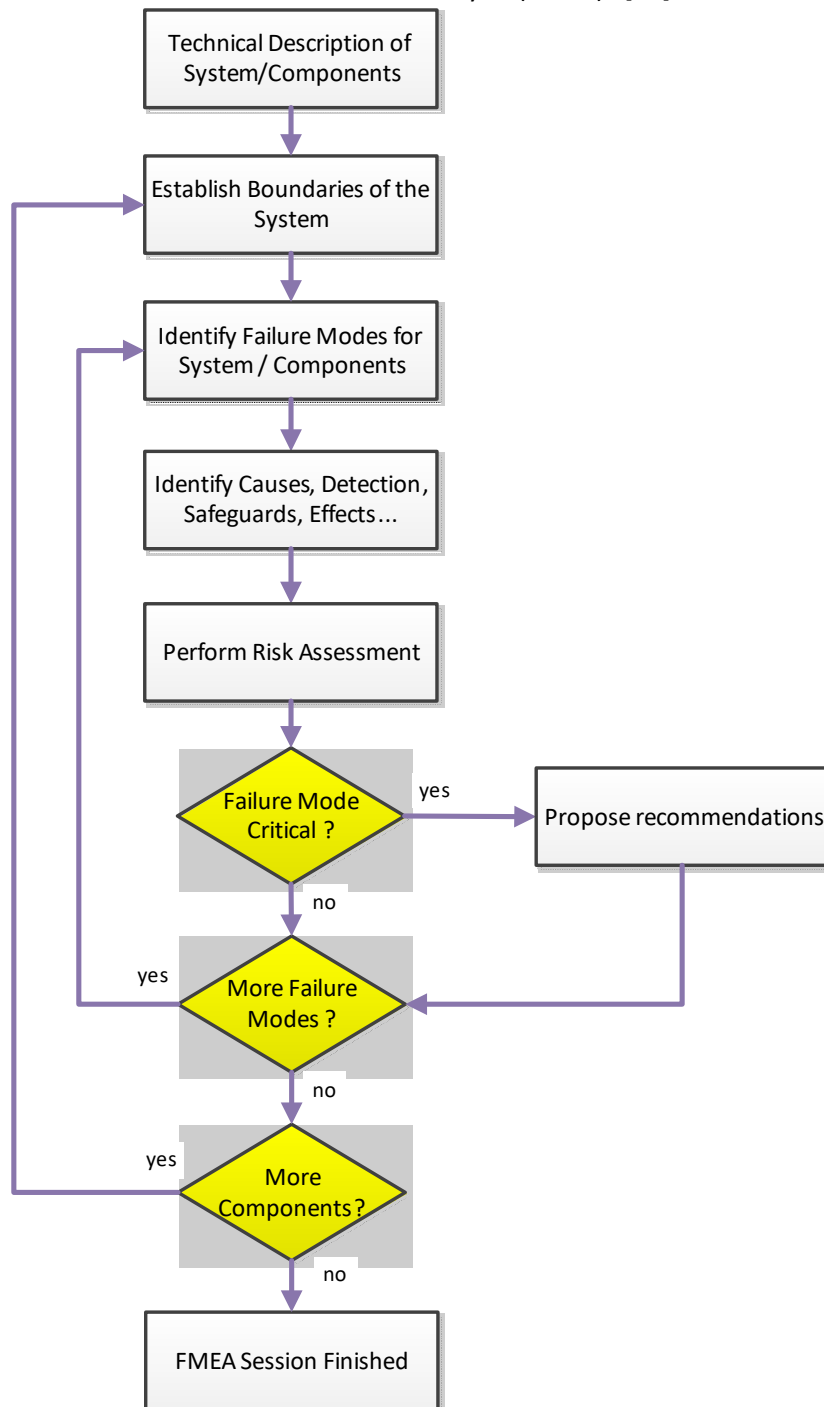 Technical Description of
System/Components
Establish Boundaries of the
System
Identify Failure Modes for
System / Components
Identify Causes, Detection,
Safeguards, Effects...
Perform Risk Assessment
Failure Mode
Critical ?
yes
Propose recommendations
no
yes
More Failure
Modes ?
no
yes
More
Components?
no
FMEA Session Finished